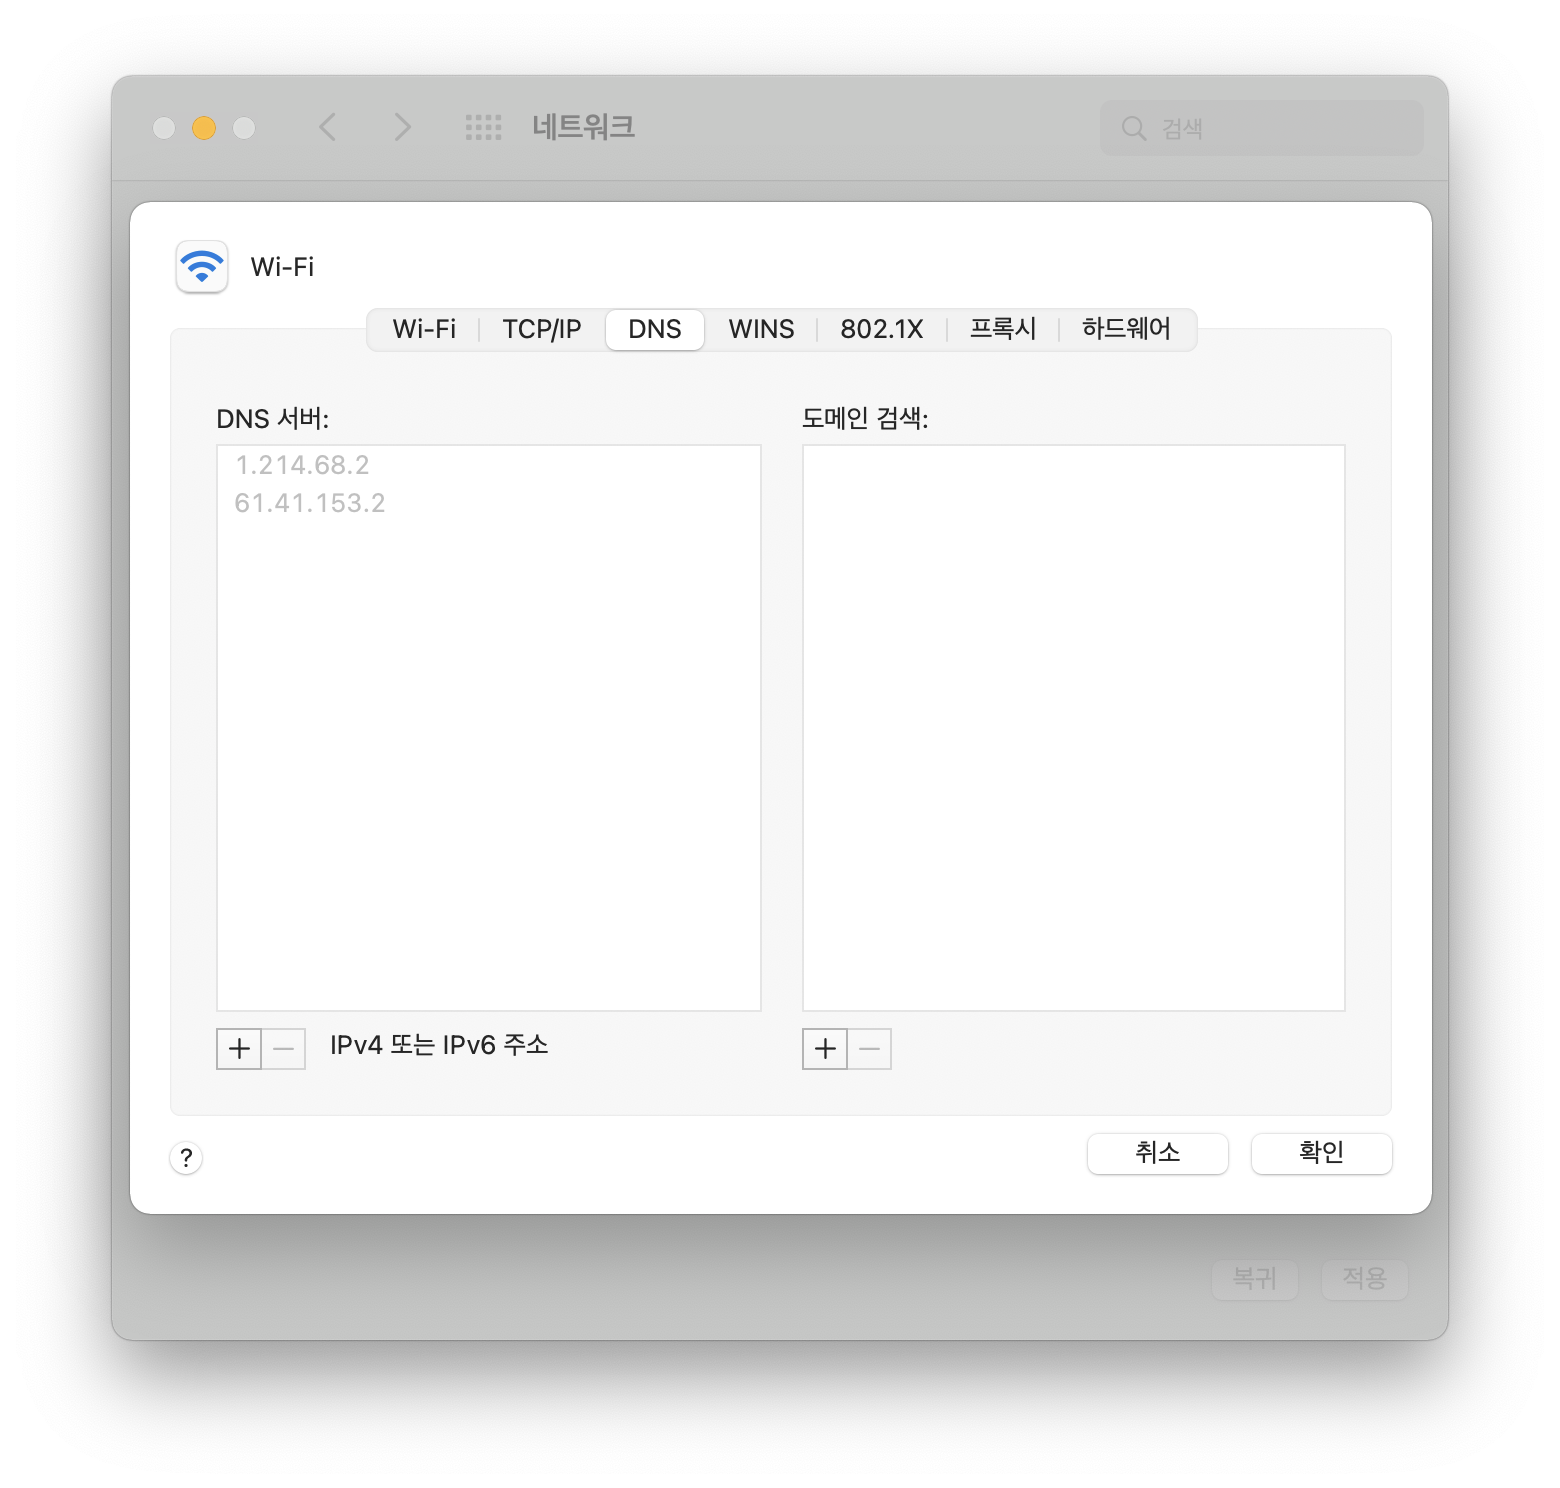 네트워크
검색
Wi-Fi
Wi-Fi TCP/IP DNS WINS 802.1X 프록시 하드웨어
DNS 서버:
1.214.68.2
61.41.153.2
도메인 검색:
+ − IPv4 또는 IPv6 주소
+ −
?
취소 확인
복귀 적용